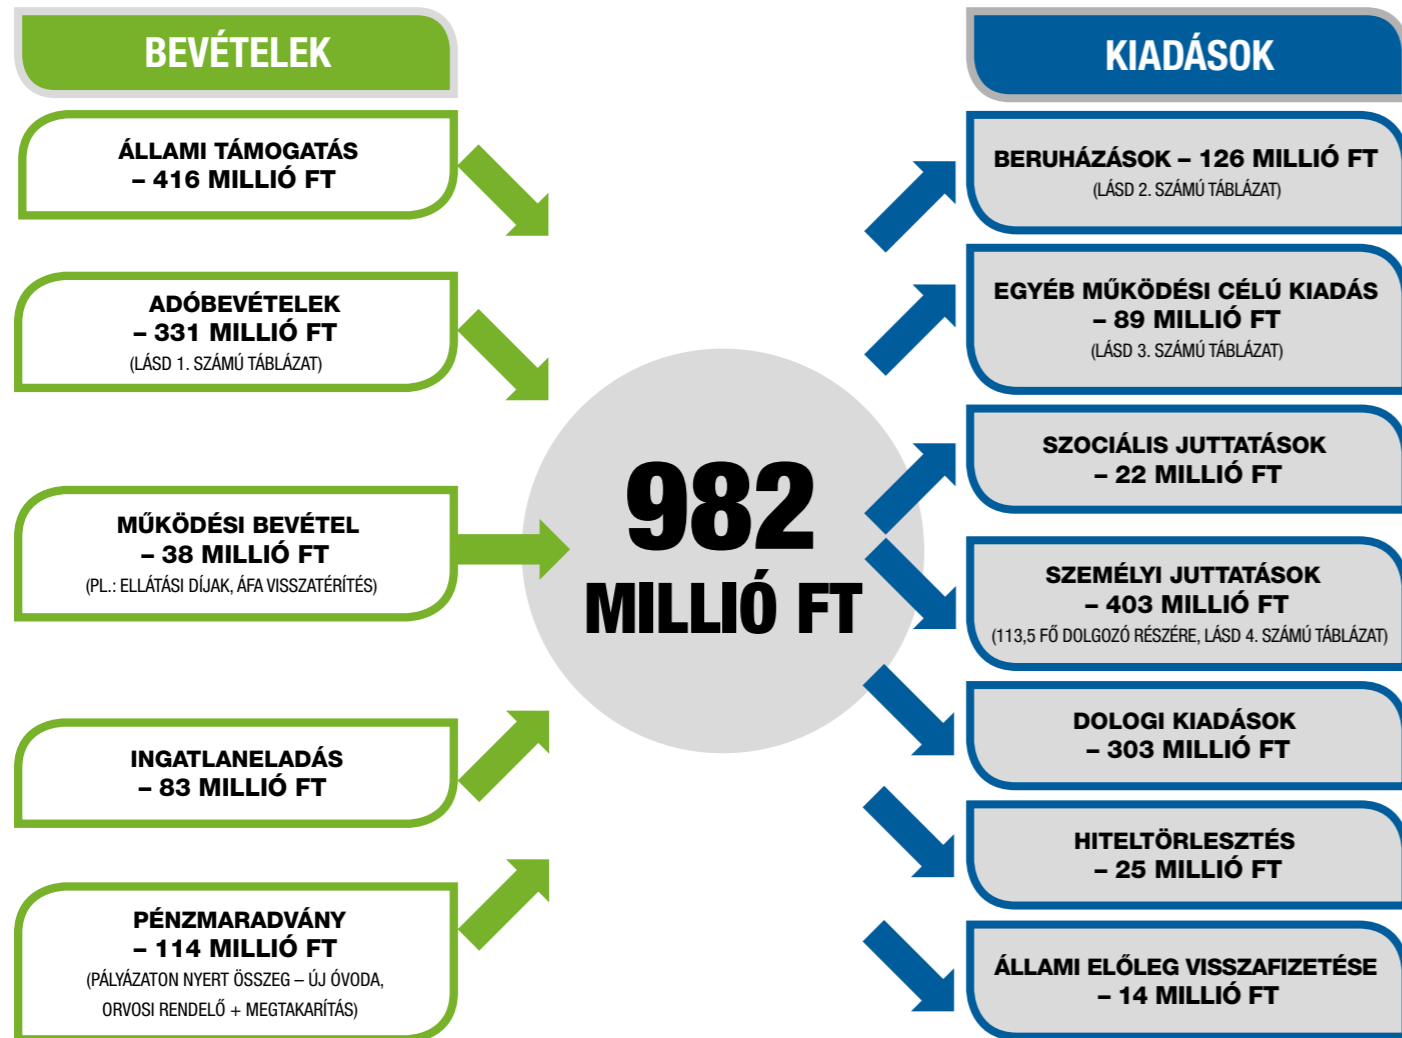 BEVÉTELEK
ÁLLAMI TÁMOGATÁS
– 416 MILLIÓ FT
ADÓBEVÉTELEK
– 331 MILLIÓ FT
(LÁSD 1. SZÁMÚ TÁBLÁZAT)
MŰKÖDÉSI BEVÉTEL
– 38 MILLIÓ FT
(PL.: ELLÁTÁSI DÍJAK, ÁFA VISSZATÉRÍTÉS)
INGATLANELADÁS
– 83 MILLIÓ FT
PÉNZMARADVÁNY
– 114 MILLIÓ FT
(PÁLYÁZATON NYERT ÖSSZEG – ÚJ ÓVODA,
ORVOSI RENDELŐ + MEGTAKARÍTÁS)
982
MILLIÓ FT
KIADÁSOK
BERUHÁZÁSOK – 126 MILLIÓ FT
(LÁSD 2. SZÁMÚ TÁBLÁZAT)
EGYÉB MŰKÖDÉSI CÉLÚ KIADÁS
– 89 MILLIÓ FT
(LÁSD 3. SZÁMÚ TÁBLÁZAT)
SZOCIÁLIS JUTTATÁSOK
– 22 MILLIÓ FT
SZEMÉLYI JUTTATÁSOK
– 403 MILLIÓ FT
(113,5 FŐ DOLGOZÓ RÉSZÉRE, LÁSD 4. SZÁMÚ TÁBLÁZAT)
DOLOGI KIADÁSOK
– 303 MILLIÓ FT
HITELTÖRLESZTÉS
– 25 MILLIÓ FT
ÁLLAMI ELŐLEG VISSZAFIZETÉSE
– 14 MILLIÓ FT